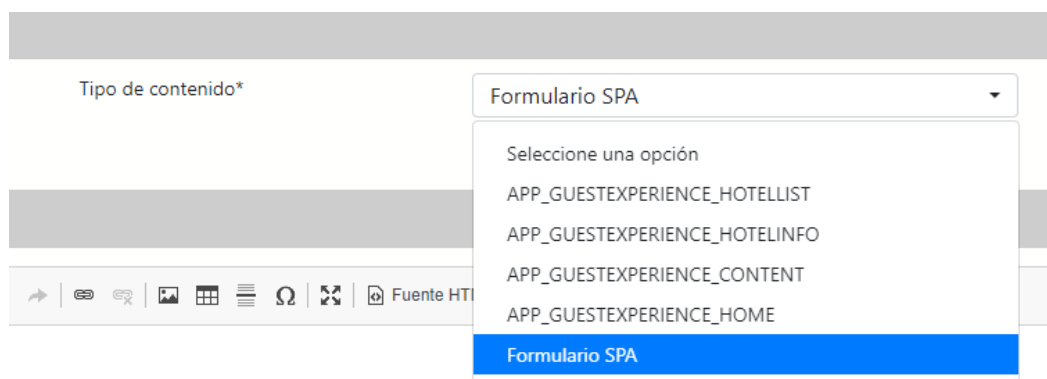 Tipo de contenido*
Formulario SPA
Seleccione una opción
APP_GUESTEXPERIENCE_HOTELLIST
APP_GUESTEXPERIENCE_HOTELINFO
APP_GUESTEXPERIENCE_CONTENT
Ω Fuente HT
APP_GUESTEXPERIENCE_HOME
Formulario SPA